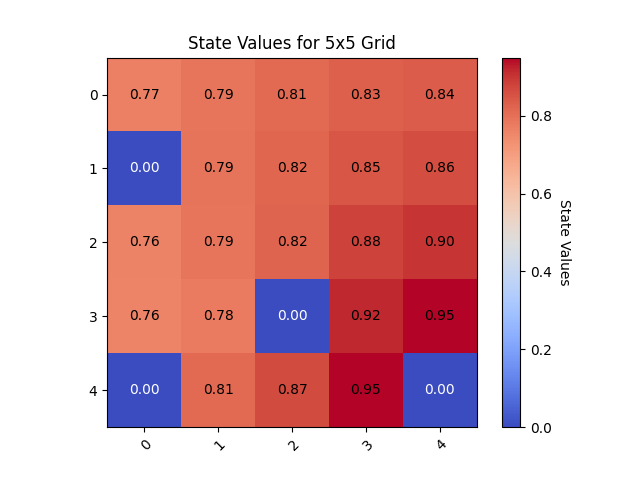 State Values for 5x5 Grid
0 0.77 0.79 0.81 0.83 0.84
1 0.00 0.79 0.82 0.85 0.86
2 0.76 0.79 0.82 0.88 0.90
3 0.76 0.78 0.00 0.92 0.95
4 0.00 0.81 0.87 0.95 0.00
0 1 2 3 4
0.8
0.6
0.4
0.2
0.0
State Values